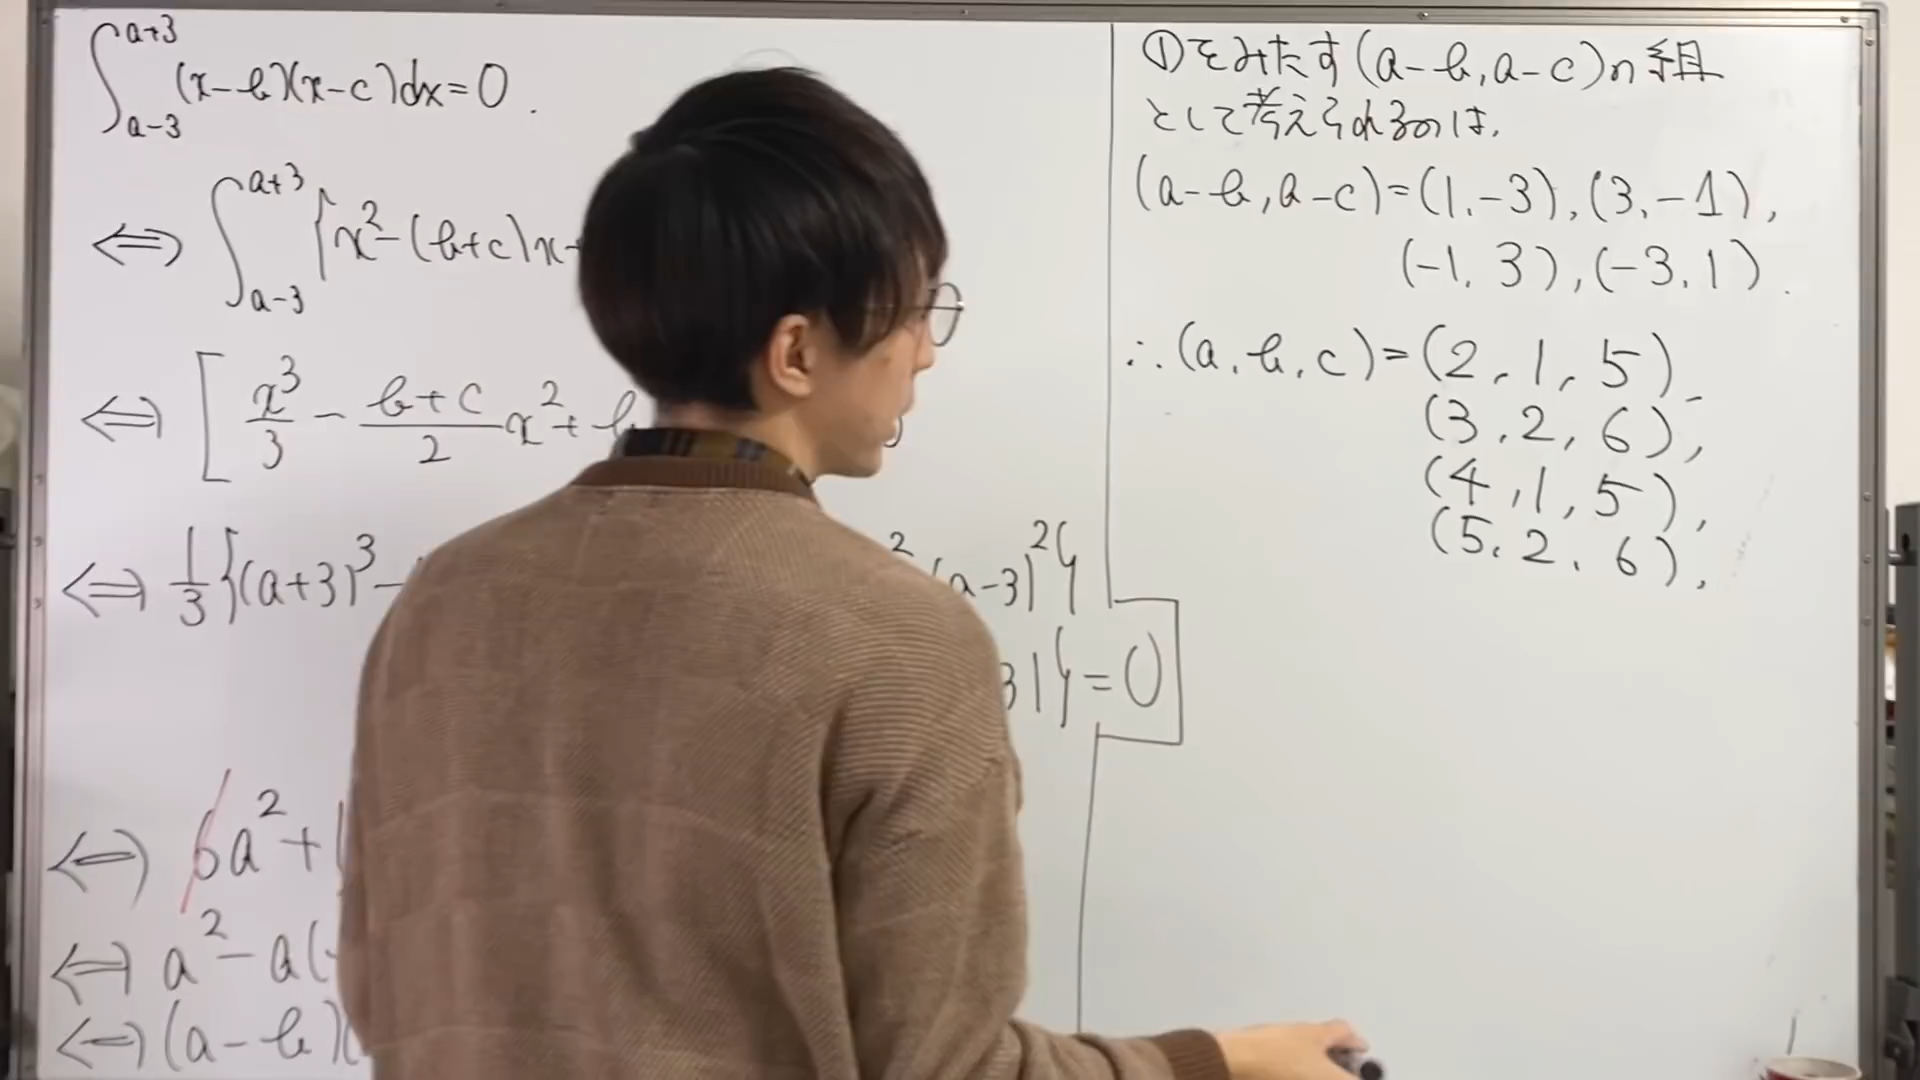 ∫_{a-3}^{a+3} (x-b)(x-c)dx=0.
⇔ ∫_{a-3}^{a+3} {x²-(b+c)x+
⇔ [x³/3 - (b+c)/2 x²+ b
⇔ 1/3{(a+3)³- ² (a-3)²}
3)}=0
⇔ 6a²+
⇔ a²-a(
⇔ (a-b)(
①をみたす(a-b,a-c)の組
として考えられるのは,
(a-b,a-c)=(1,-3),(3,-1),
(-1,3),(-3,1).
∴(a,b,c)=(2,1,5),
(3,2,6),
(4,1,5),
(5,2,6),